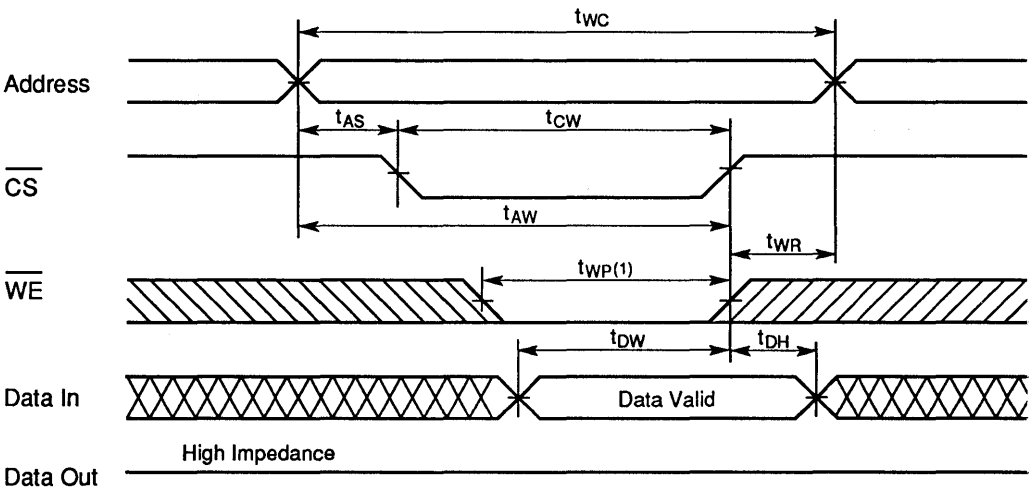 tWC
Address
tAS
tCW
CS
tAW
tWR
WE
tWP(1)
tDW
tDH
Data In
Data Valid
High Impedance
Data Out